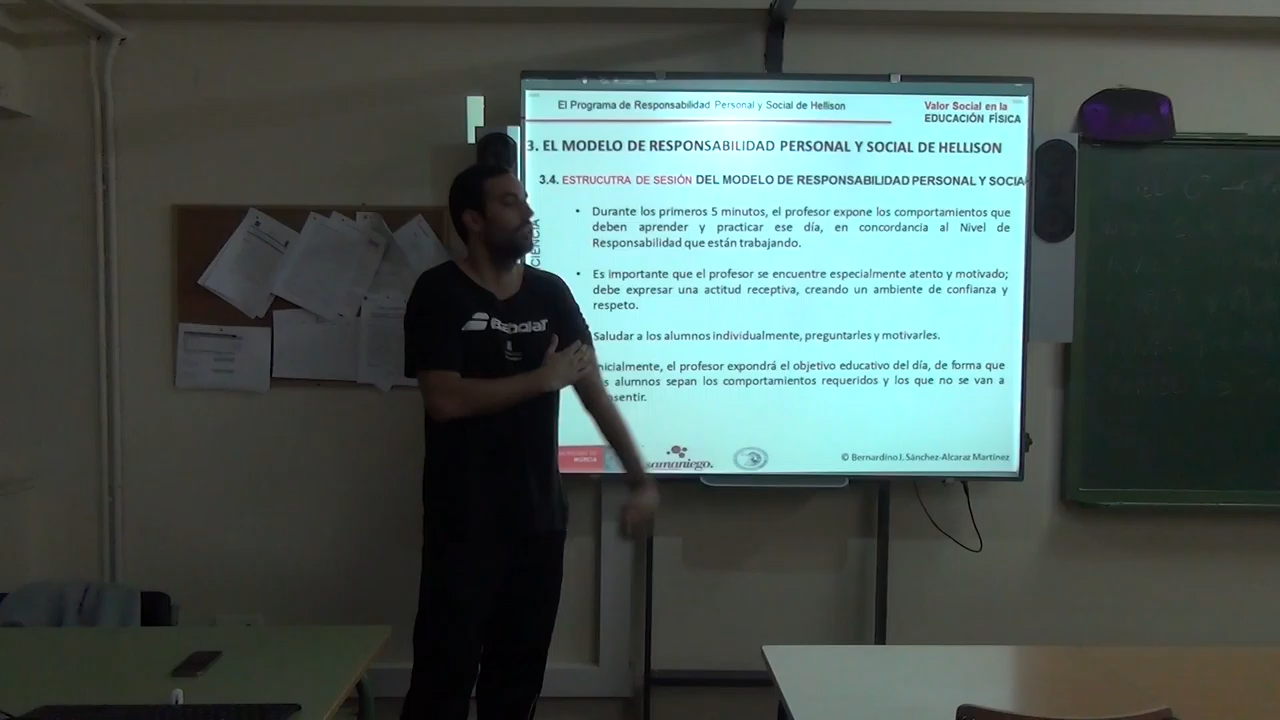 El Programa de Responsabilidad Personal y Social de Hellison
Valor Social en la
EDUCACIÓN FÍSICA
3. EL MODELO DE RESPONSABILIDAD PERSONAL Y SOCIAL DE HELLISON
3.4. ESTRUCUTRA DE SESIÓN DEL MODELO DE RESPONSABILIDAD PERSONAL Y SOCIA
• Durante los primeros 5 minutos, el profesor expone los comportamientos que
deben aprender y practicar ese día, en concordancia al Nivel de
Responsabilidad que están trabajando.
• Es importante que el profesor se encuentre especialmente atento y motivado;
debe expresar una actitud receptiva, creando un ambiente de confianza y
respeto.
Saludar a los alumnos individualmente, preguntarles y motivarles.
nicialmente, el profesor expondrá el objetivo educativo del día, de forma que
s alumnos sepan los comportamientos requeridos y los que no se van a
sentir.
CIENCIA
MURCIA
samaniego.
© Bernardino J. Sánchez-Alcaraz Martínez